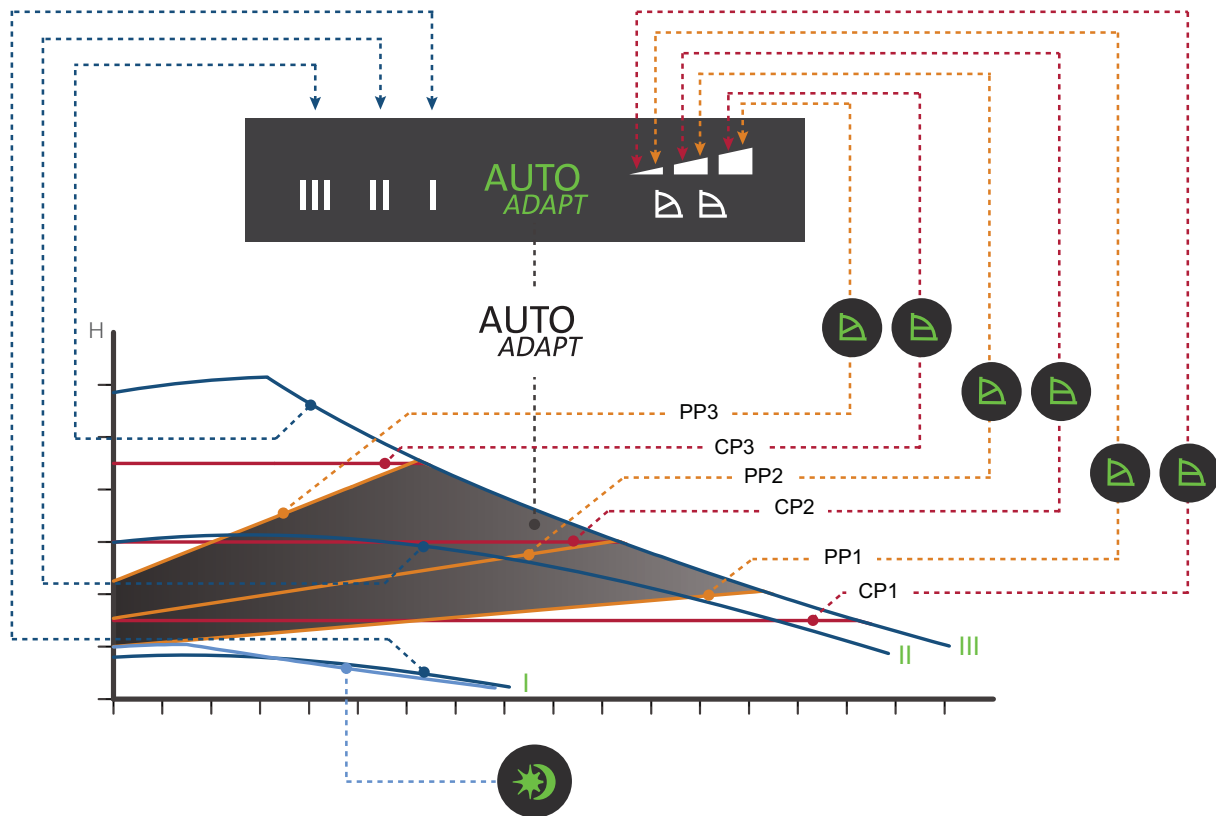 III II I
AUTO
ADAPT
AUTO
ADAPT
H
PP3
CP3
PP2
CP2
PP1
CP1
III
II
I